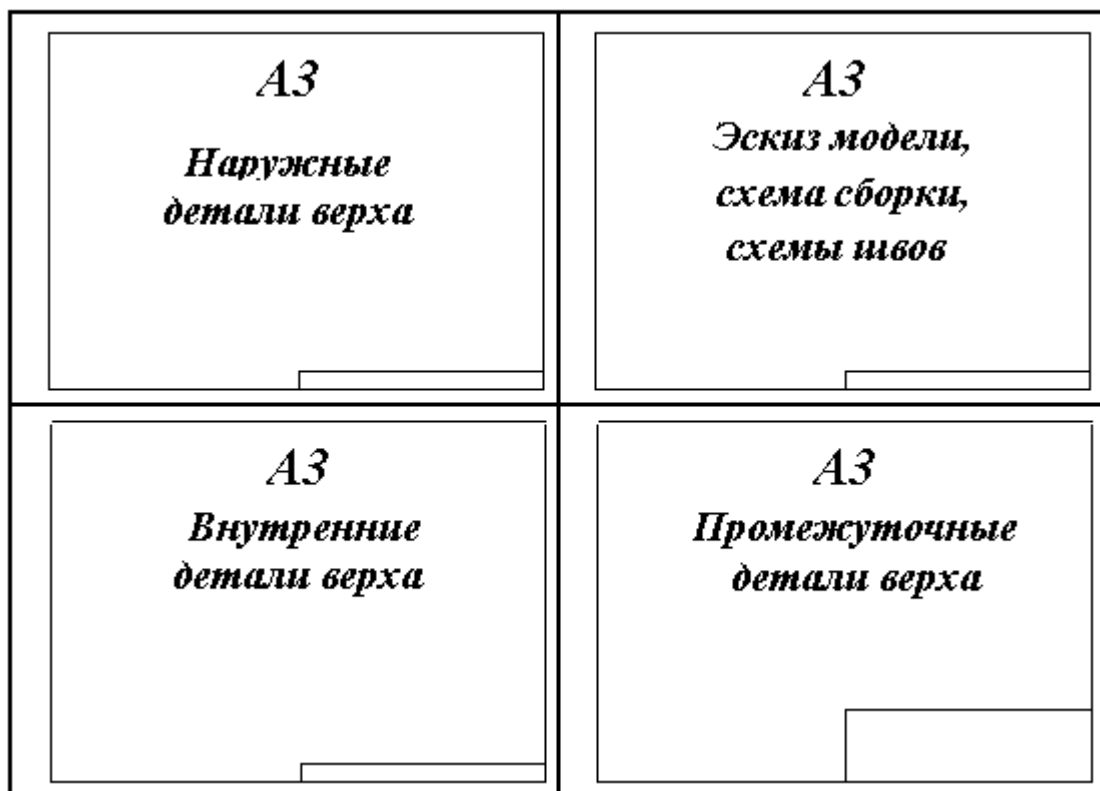 А3
Наружные
детали верха
А3
Эскиз модели,
схема сборки,
схемы швов
А3
Внутренние
детали верха
А3
Промежуточные
детали верха